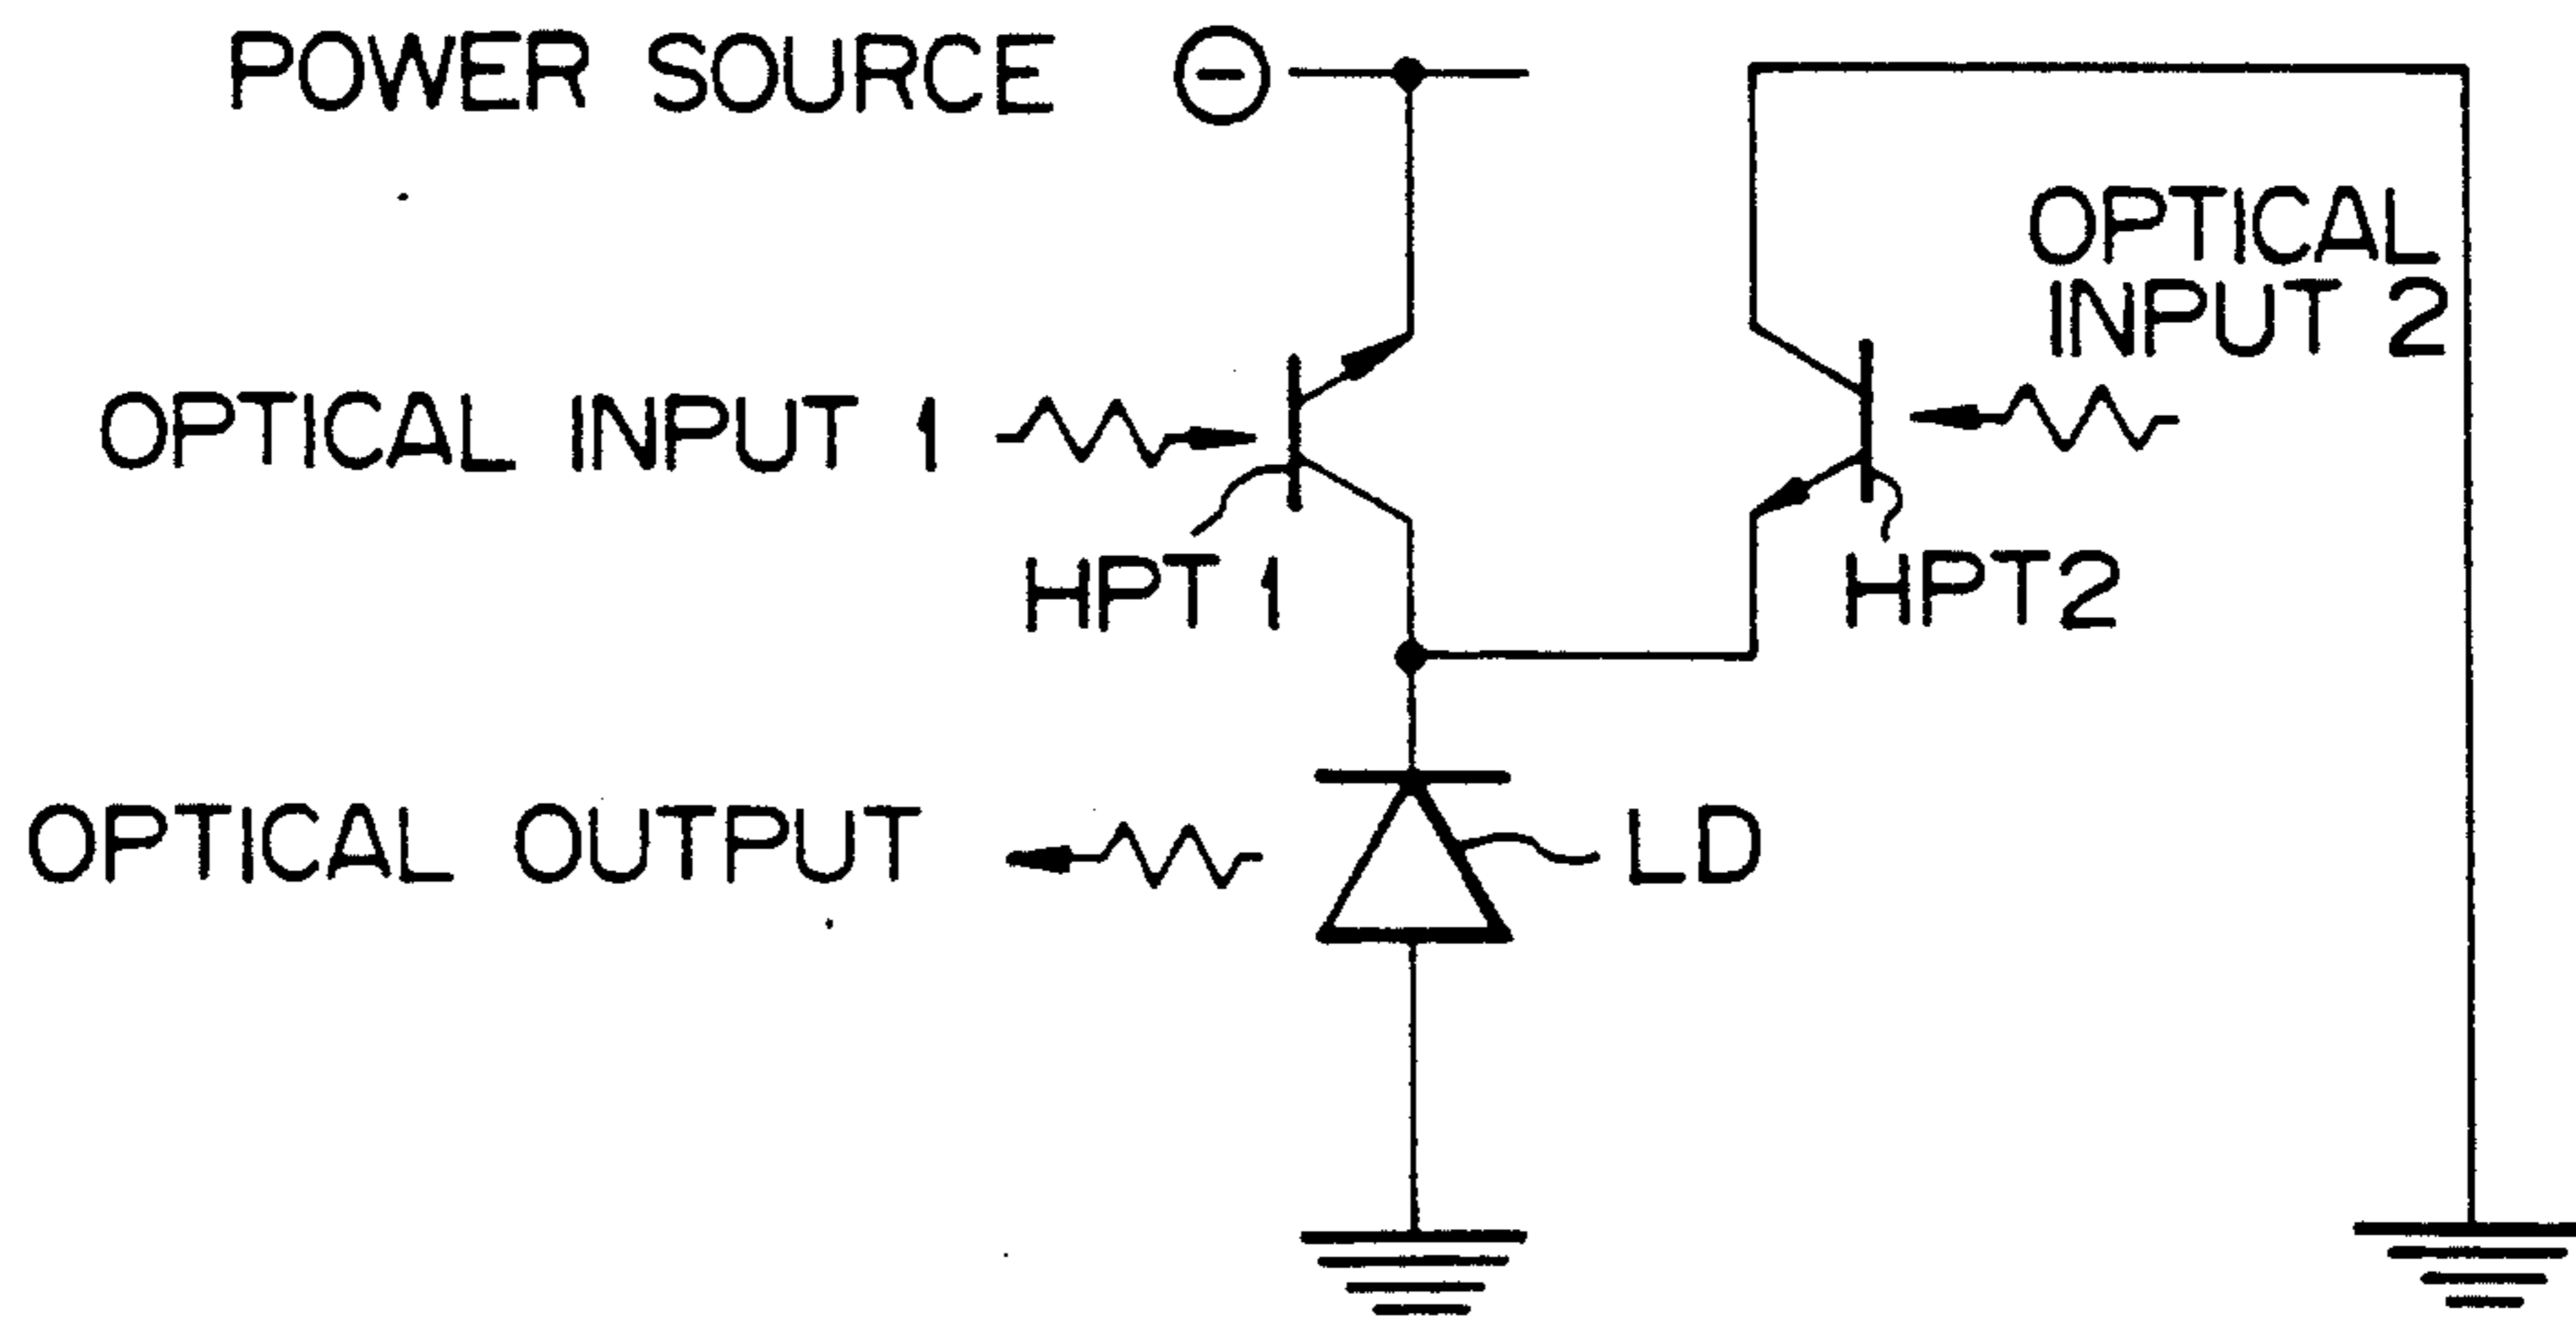 POWER SOURCE ⊖
OPTICAL
INPUT 2
OPTICAL INPUT 1
HPT 1
HPT2
OPTICAL OUTPUT
LD